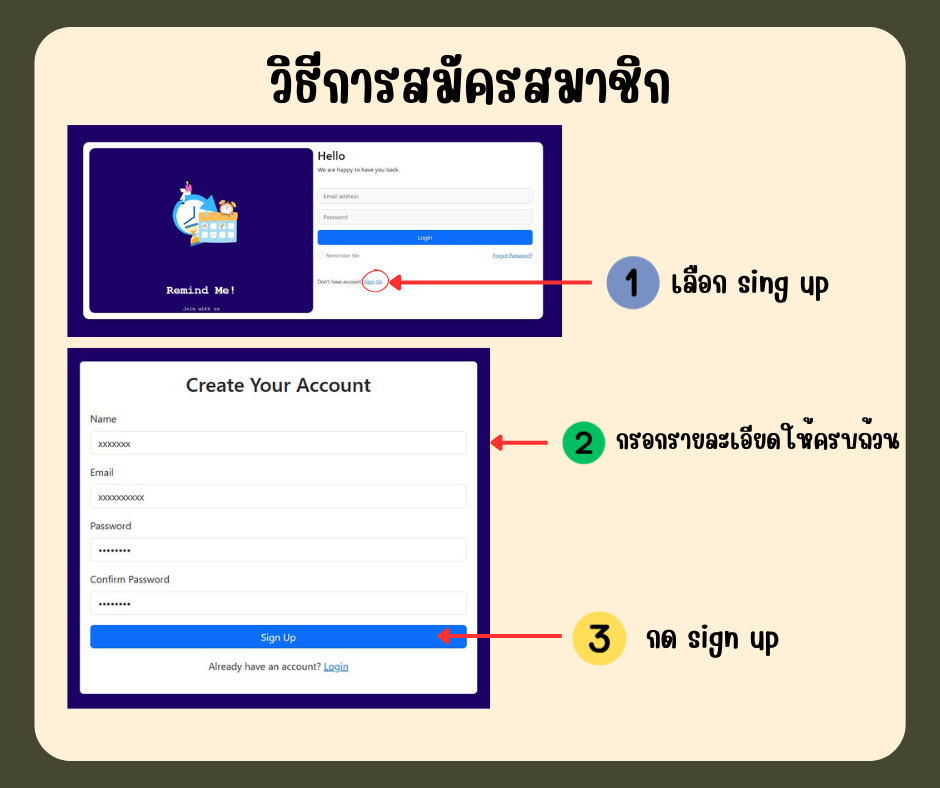 วิธีการสมัครสมาชิก
Hello
We are happy to have you back.
Email address
Password
Login
Remember Me
Forgot Password?
Don't have account Sign Up
Remind Me!
Join with us
1 เลือก sing up
Create Your Account
Name
xxxxxxx
2 กรอกรายละเอียดให้ครบถ้วน
Email
xxxxxxxxxx
Password
••••••••
Confirm Password
••••••••
Sign Up
3 กด sign up
Already have an account? Login